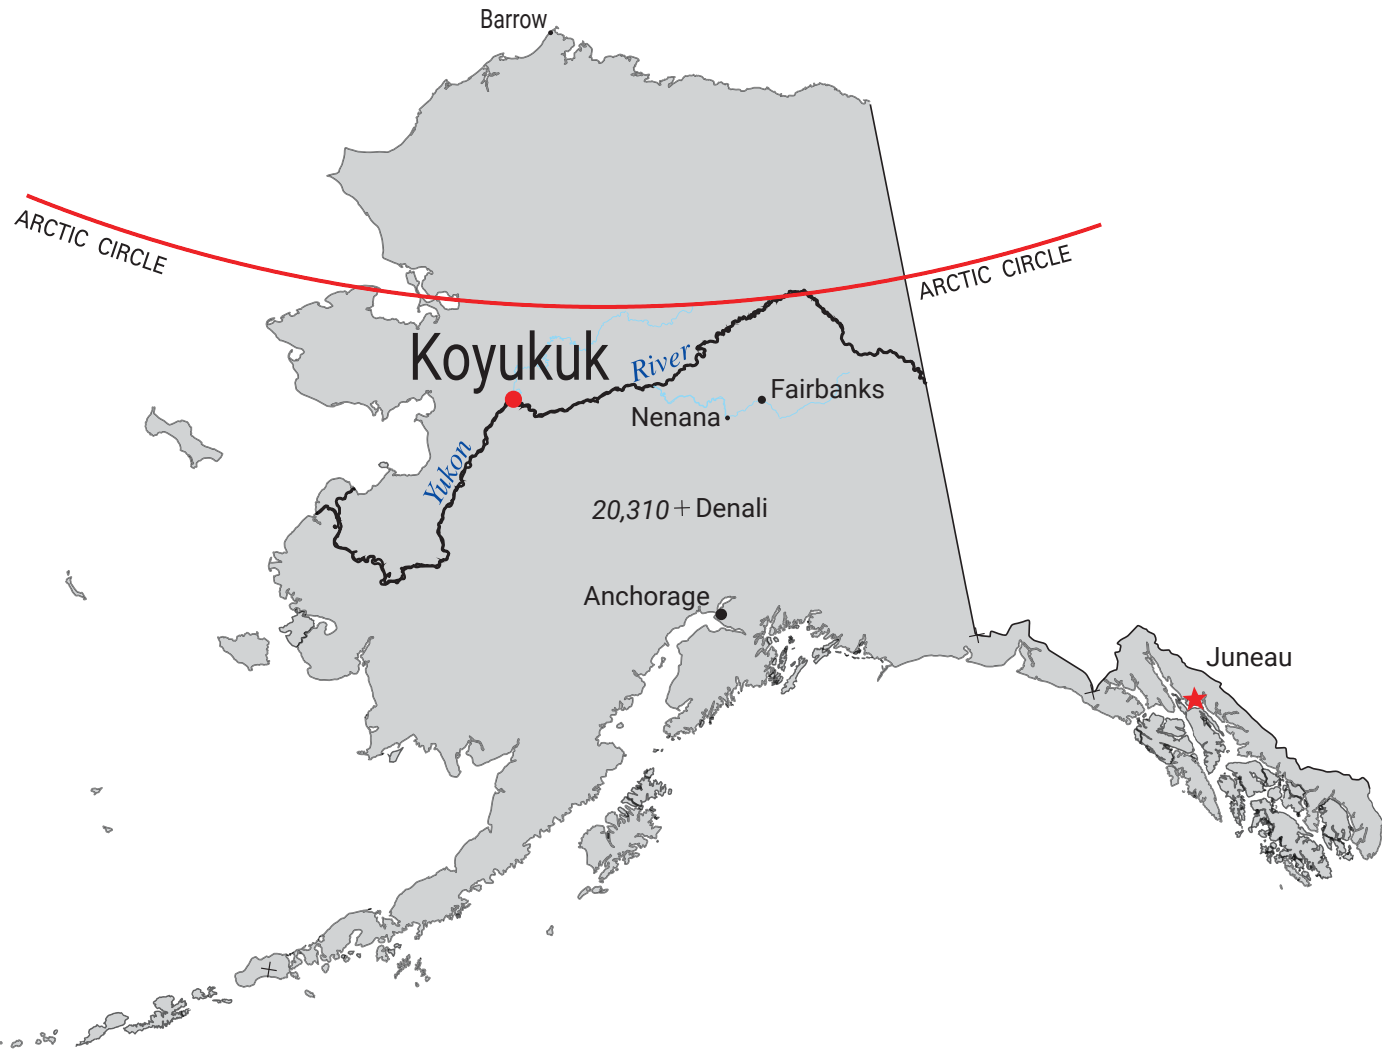 Barrow
ARCTIC CIRCLE
ARCTIC CIRCLE
Koyukuk
River
Fairbanks
Nenana
Yukon
20,310 + Denali
Anchorage
Juneau